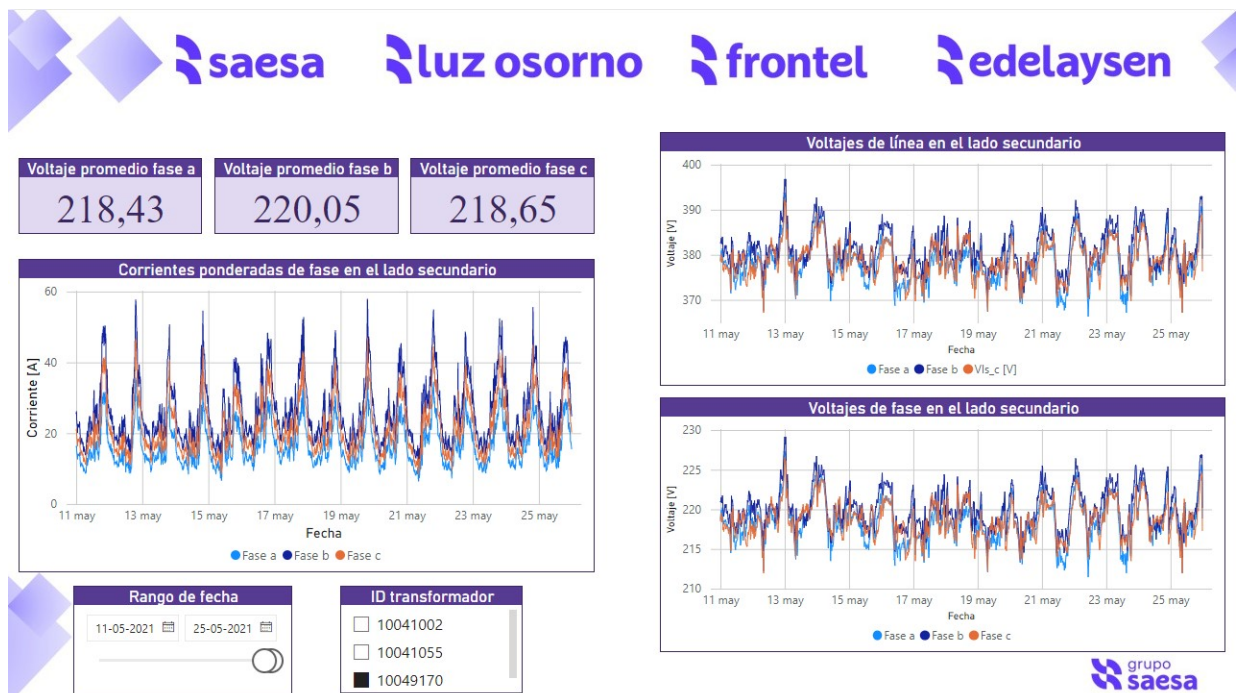 saesa luz osorno frontel edelaysen
Voltaje promedio fase a
218,43
Voltaje promedio fase b
220,05
Voltaje promedio fase c
218,65
Corrientes ponderadas de fase en el lado secundario
Corriente [A]
60
40
20
0
11 may 13 may 15 may 17 may 19 may 21 may 23 may 25 may
Fecha
Fase a Fase b Fase c
Rango de fecha
11-05-2021 25-05-2021
ID transformador
10041002
10041055
10049170
Voltajes de línea en el lado secundario
Voltaje [V]
400
390
380
370
11 may 13 may 15 may 17 may 19 may 21 may 23 may 25 may
Fecha
Fase a Fase b Vls_c [V]
Voltajes de fase en el lado secundario
Voltaje [V]
230
225
220
215
210
11 may 13 may 15 may 17 may 19 may 21 may 23 may 25 may
Fecha
Fase a Fase b Fase c
grupo
saesa